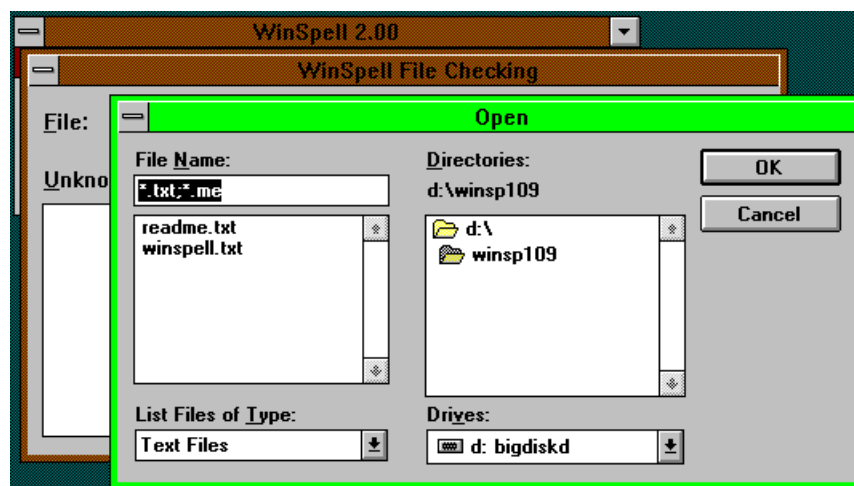 WinSpell 2.00
WinSpell File Checking
File:
Open
Unkno
File Name:
*.txt;*.me
readme.txt
winspell.txt
Directories:
d:\winsp109
d:\
winsp109
OK
Cancel
List Files of Type:
Text Files
Drives:
d: bigdiskd